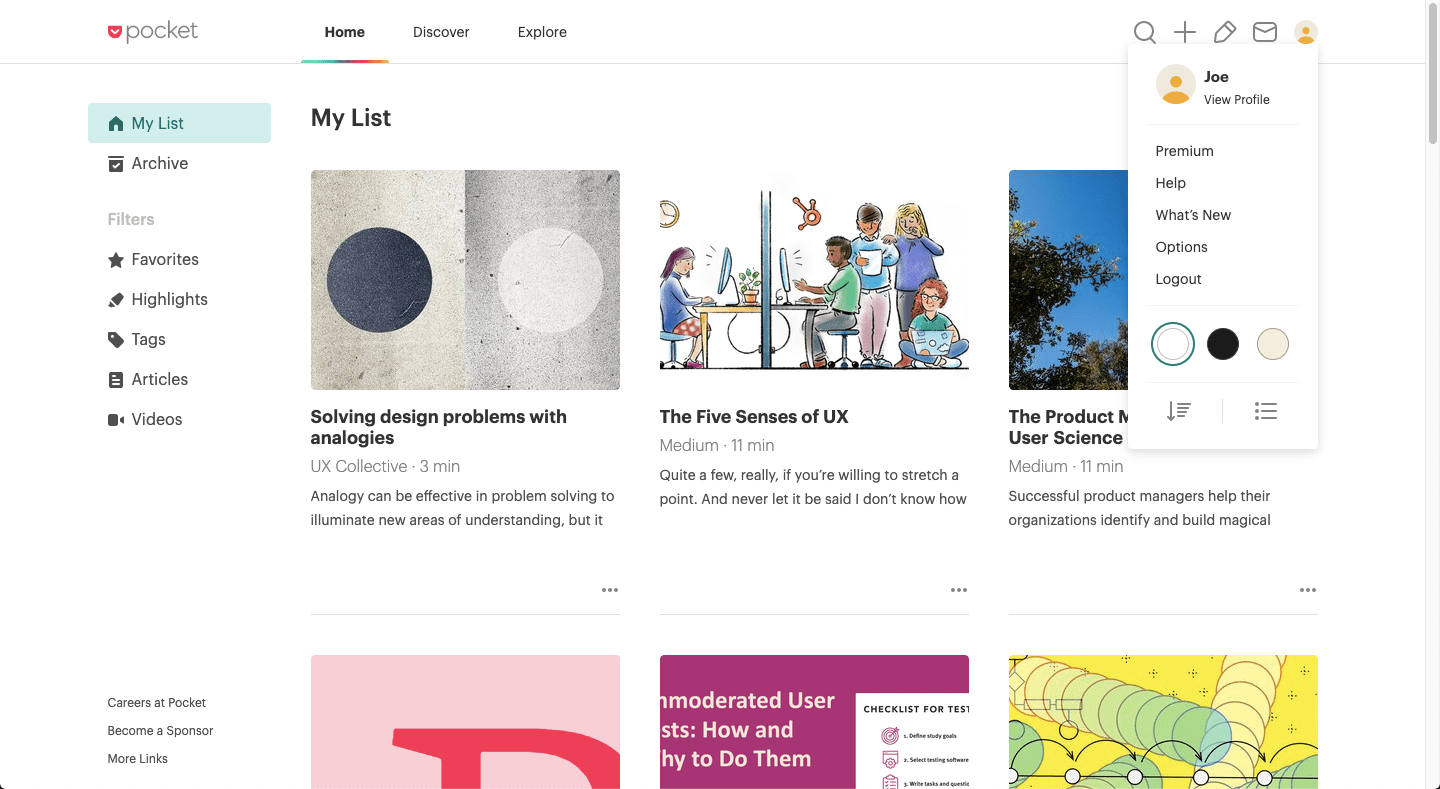 pocket
Home
Discover
Explore
Joe
View Profile
Premium
Help
What's New
Options
Logout
My List
Archive
Filters
Favorites
Highlights
Tags
Articles
Videos
Careers at Pocket
Become a Sponsor
More Links
My List
Solving design problems with
analogies
UX Collective · 3 min
Analogy can be effective in problem solving to
illuminate new areas of understanding, but it
The Five Senses of UX
Medium · 11 min
Quite a few, really, if you're willing to stretch a
point. And never let it be said I don't know how
The Product
User Science
Medium · 11 min
Successful product managers help their
organizations identify and build magical
User
How and
to Do Them
CHECKLIST FOR
1. Define study goals
2. Select testing software
3. Write tasks and